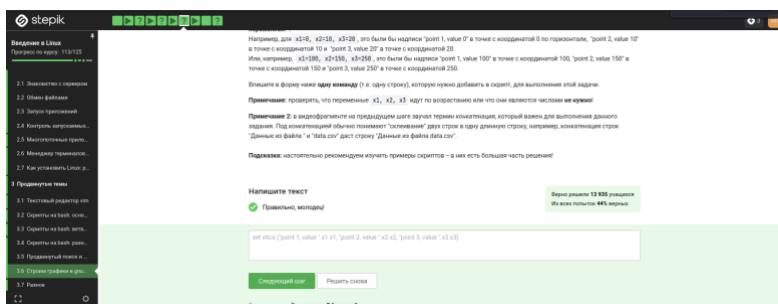 stepik
3
Введение в Linux
Прогресс по курсу: 113/125
2.1 Знакомство с сервером
2.2 Обмен файлами
2.3 Запуск приложений
2.4 Контроль запускаемых...
2.5 Многопоточные прило...
2.6 Менеджер терминалов...
2.7 Как установить Linux: р...
3 Продвинутые темы
3.1 Текстовый редактор vim
3.2 Скрипты на bash: осно...
3.3 Скрипты на bash: ветв...
3.4 Скрипты на bash: разн...
3.5 Продвинутый поиск и ...
3.6 Строим графики в gnu...
3.7 Разное
Например, для x1=0, x2=10, x3=20, это были бы надписи "point 1, value 0" в точке с координатой 0 по горизонтали, "point 2, value 10"
в точке с координатой 10 и "point 3, value 20" в точке с координатой 20.
Или, например, x1=100, x2=150, x3=250, это были бы надписи "point 1, value 100" в точке с координатой 100, "point 2, value 150" в
точке с координатой 150 и "point 3, value 250" в точке с координатой 250.
Впишите в форму ниже одну команду (т.е. одну строку), которую нужно добавить в скрипт, для выполнения этой задачи.
Примечание: проверять, что переменные x1, x2, x3 идут по возрастанию или что они являются числами не нужно!
Примечание 2: в видеофрагменте на предыдущем шаге звучал термин конкатенация, который важен для выполнения данного
задания. Под конкатенацией обычно понимают "склеивание" двух строк в одну длинную строку, например, конкатенация строк
"Данные из файла " и "data.csv" даст строку "Данные из файла data.csv".
Подсказка: настоятельно рекомендуем изучить примеры скриптов – в них есть большая часть решения!
Напишите текст
Правильно, молодец!
Верно решили 13 935 учащихся
Из всех попыток 44% верных
set xtics ("point 1, value ".x1 x1, "point 2, value ".x2 x2, "point 3, value ".x3 x3)
Следующий шаг
Решить снова